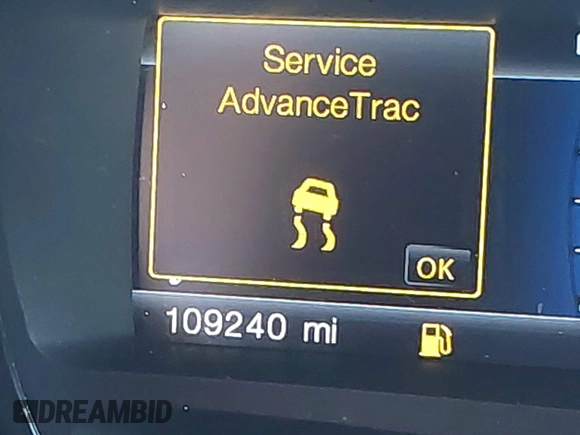 Service
AdvanceTrac
OK
109240 mi
DREAMBID